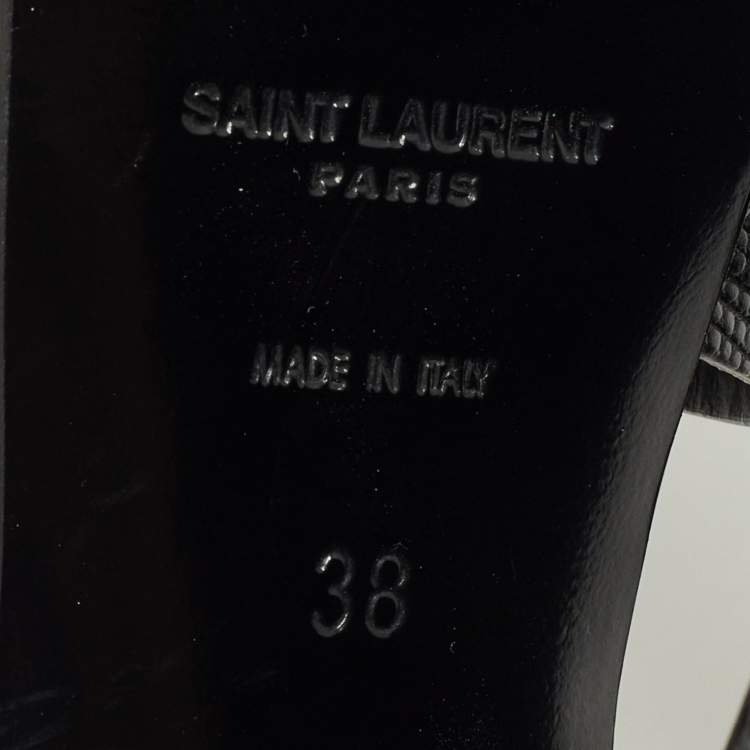 SAINT LAURENT
PARIS
MADE IN ITALY
38